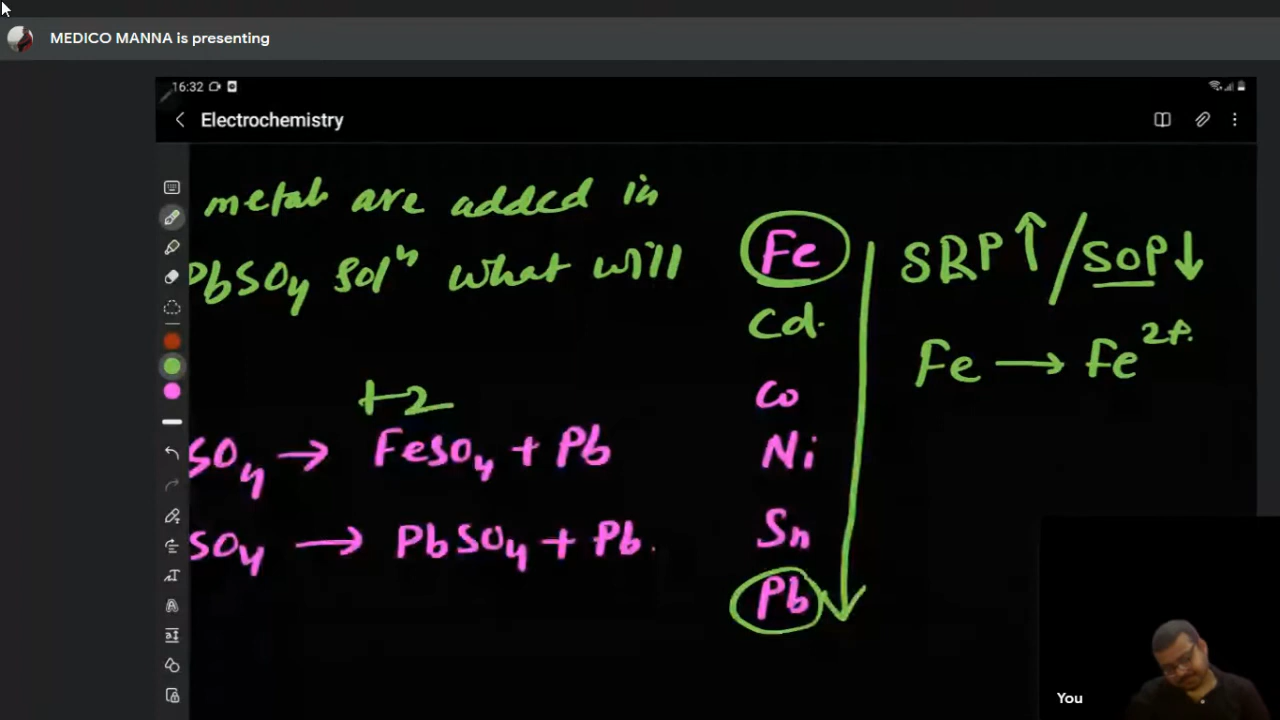 MEDICO MANNA is presenting
16:32
Electrochemistry
metal are added in
PbSO4 Solⁿ what will
Fe
Cd.
Co
Ni
Sn
Pb
SRP↑/SOP↓
Fe → Fe²⁺.
+2
SO4 → FeSO4 + Pb
SO4 → PbSO4 + Pb.
You